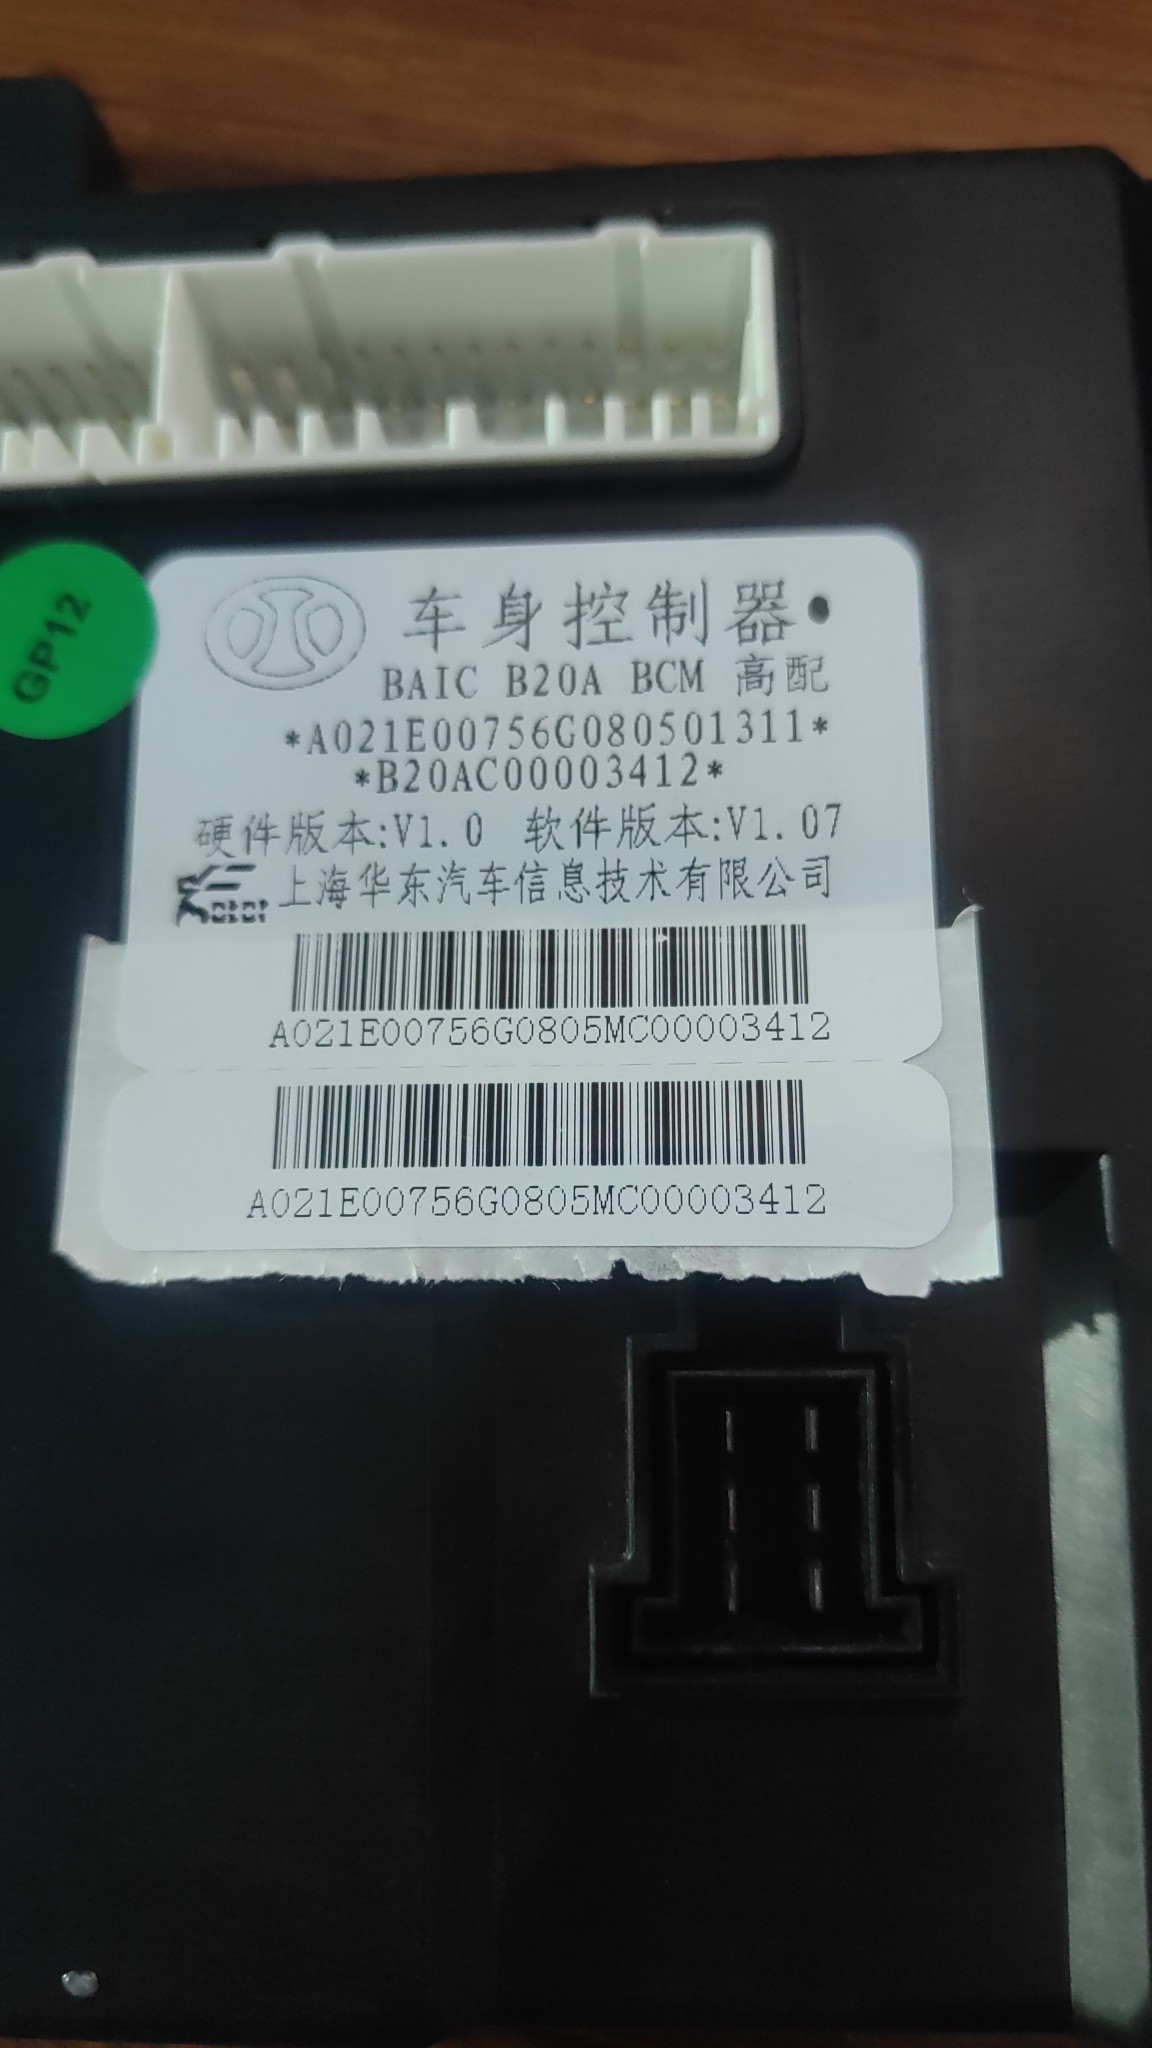 GP12
车身控制器
BAIC B20A BCM 高配
*A021E00756G080501311*
*B20AC00003412*
硬件版本:V1.0 软件版本:V1.07
上海华东汽车信息技术有限公司
A021E00756G0805MC00003412
A021E00756G0805MC00003412